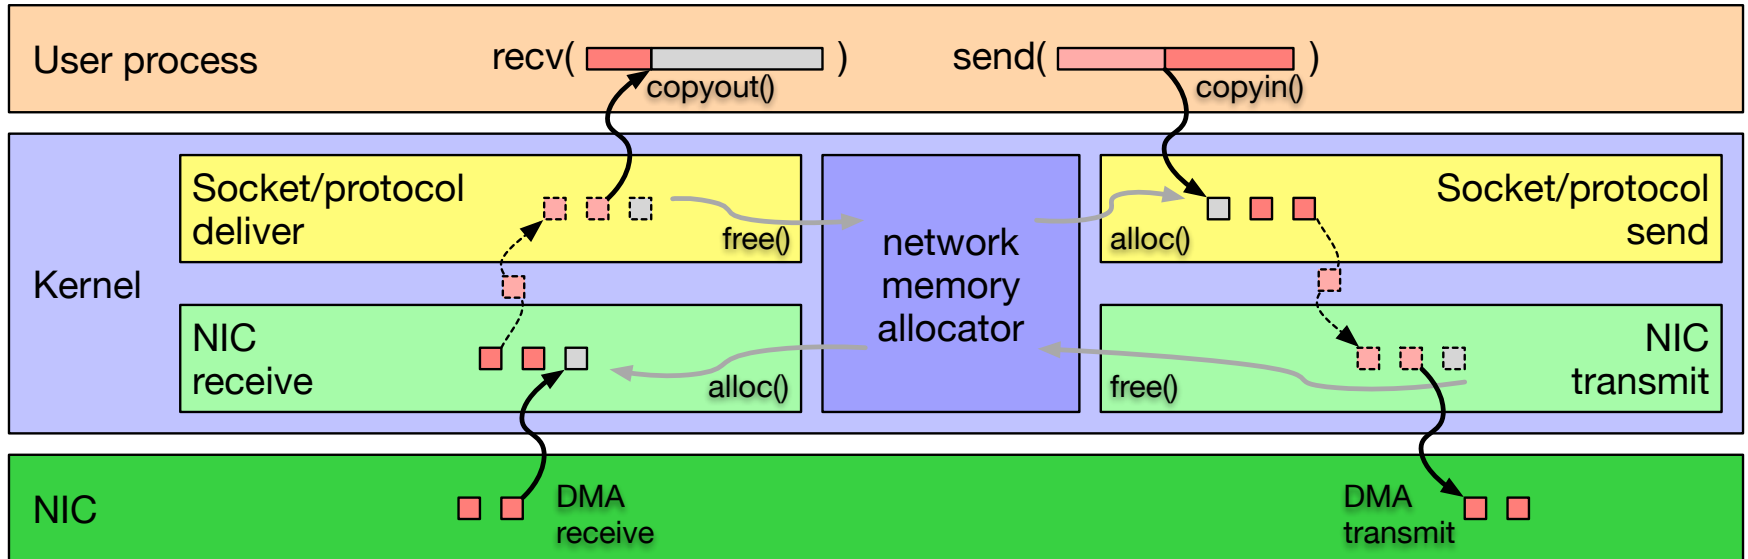 User process
recv( )
copyout()
send( )
copyin()
Kernel
Socket/protocol
deliver
free()
network
memory
allocator
alloc()
Socket/protocol
send
NIC
receive
alloc()
free()
NIC
transmit
NIC
DMA
receive
DMA
transmit